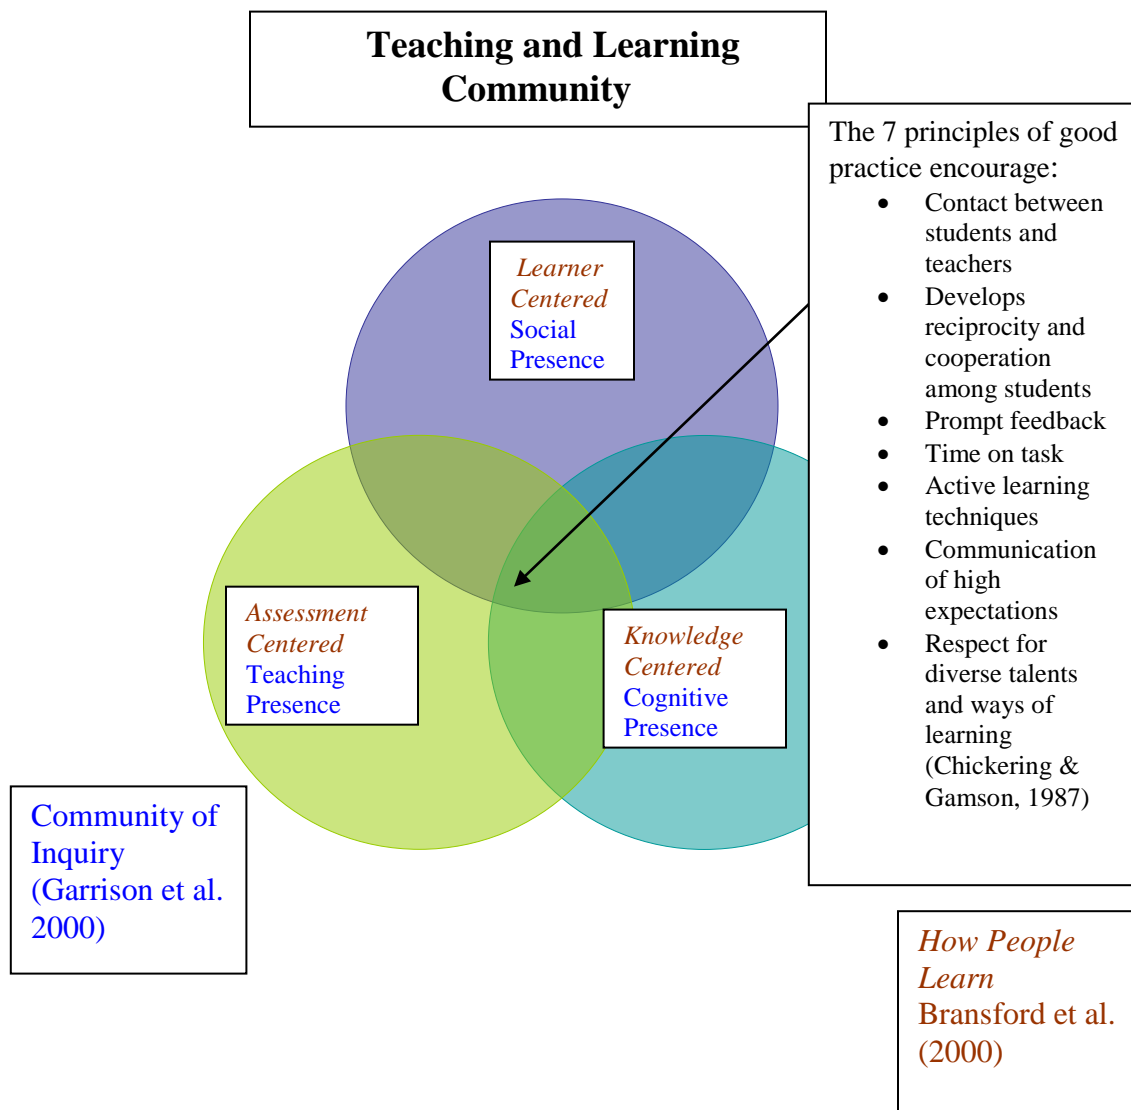 Teaching and Learning
Community
The 7 principles of good
practice encourage:
• Contact between
students and
teachers
• Develops
reciprocity and
cooperation
among students
• Prompt feedback
• Time on task
• Active learning
techniques
• Communication
of high
expectations
• Respect for
diverse talents
and ways of
learning
(Chickering &
Gamson, 1987)
Learner
Centered
Social
Presence
Assessment
Centered
Teaching
Presence
Knowledge
Centered
Cognitive
Presence
Community of
Inquiry
(Garrison et al.
2000)
How People
Learn
Bransford et al.
(2000)